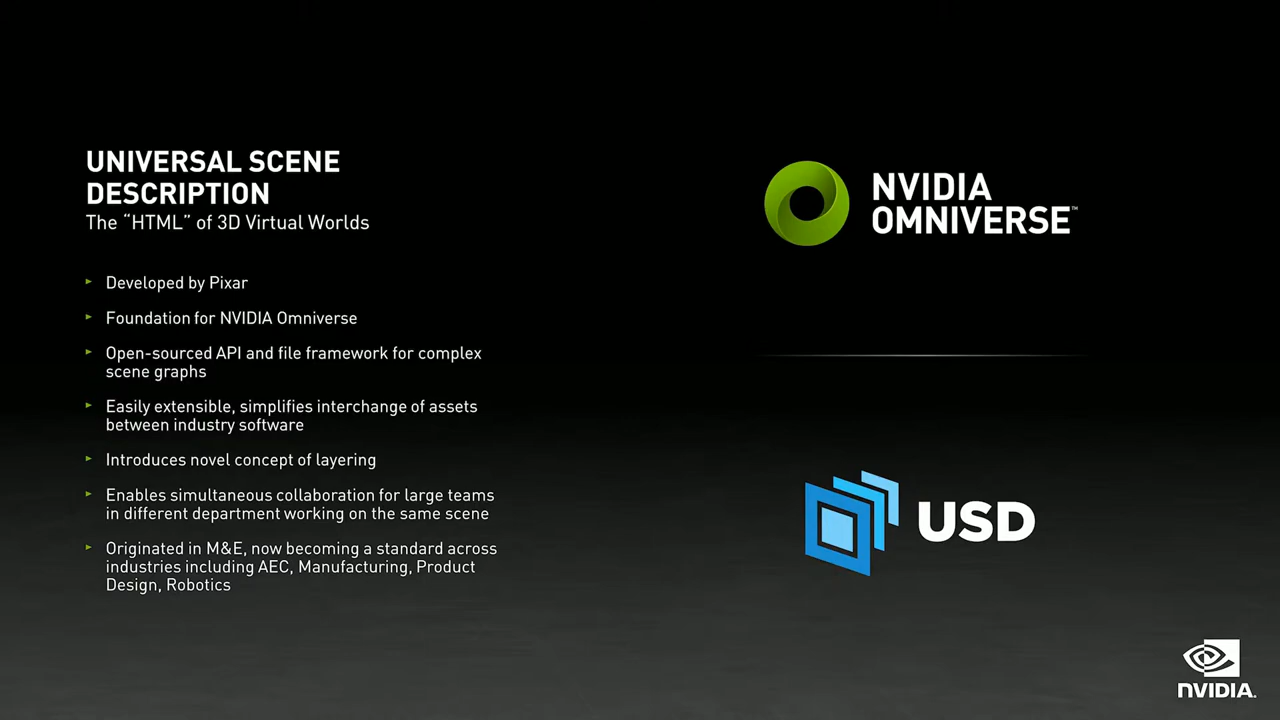 UNIVERSAL SCENE
DESCRIPTION
The “HTML” of 3D Virtual Worlds
Developed by Pixar
Foundation for NVIDIA Omniverse
Open-sourced API and file framework for complex
scene graphs
Easily extensible, simplifies interchange of assets
between industry software
Introduces novel concept of layering
Enables simultaneous collaboration for large teams
in different department working on the same scene
Originated in M&E, now becoming a standard across
industries including AEC, Manufacturing, Product
Design, Robotics
NVIDIA
OMNIVERSE™
USD
NVIDIA.